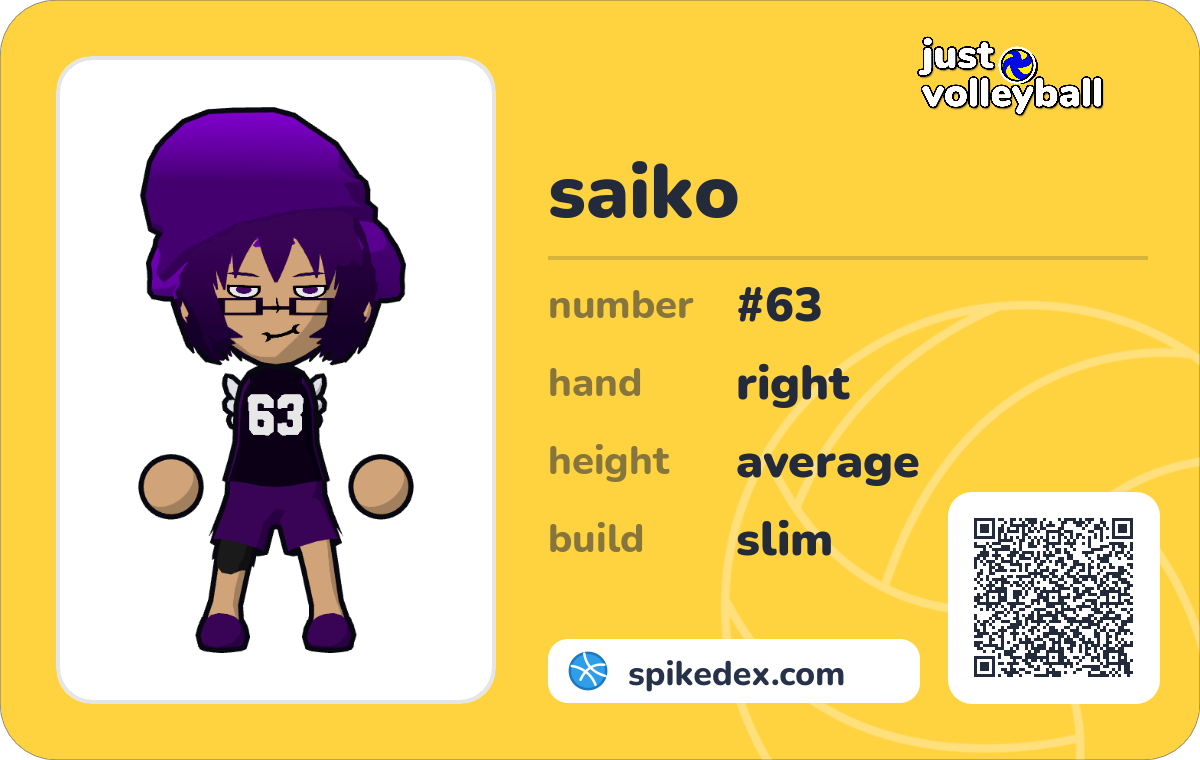 just
volleyball
saiko
number #63
hand right
height average
build slim
63
spikedex.com